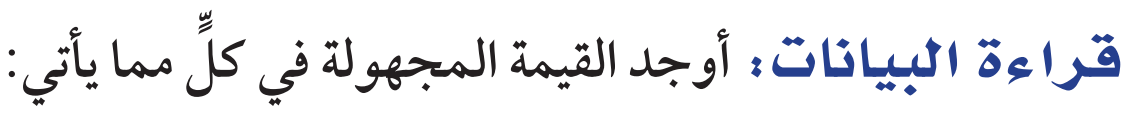 قراءة البيانات: أوجد القيمة المجهولة في كلٍّ مما يأتي: